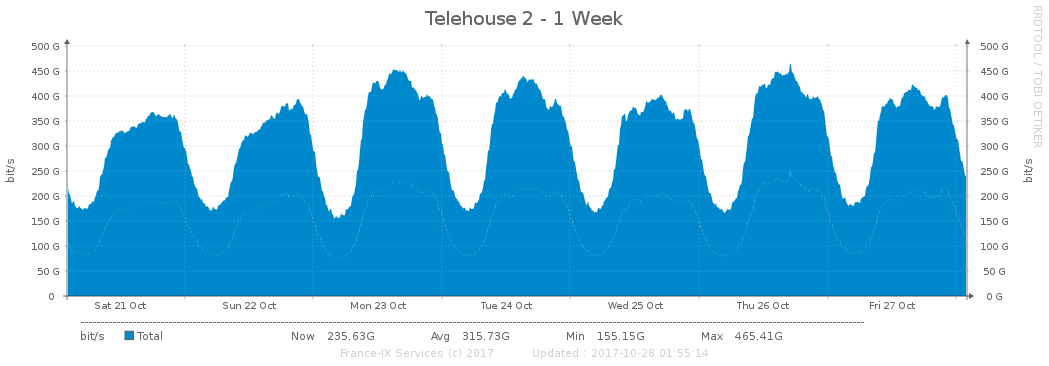 Telehouse 2 - 1 Week
RRDTOOL / TOBI OETIKER
500 G 500 G
450 G 450 G
400 G 400 G
350 G 350 G
300 G 300 G
250 G 250 G
200 G 200 G
150 G 150 G
100 G 100 G
50 G 50 G
0 0 G
bit/s bit/s
Sat 21 Oct Sun 22 Oct Mon 23 Oct Tue 24 Oct Wed 25 Oct Thu 26 Oct Fri 27 Oct
bit/s Total Now 235.63G Avg 315.73G Min 155.15G Max 465.41G
France-IX Services (c) 2017 Updated : 2017-10-28 01:55:14